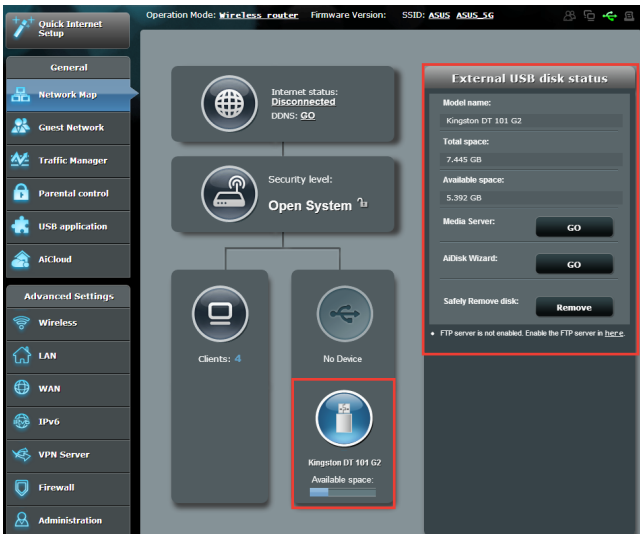 Quick Internet
Setup
Operation Mode: Wireless router Firmware Version: SSID: ASUS ASUS_5G
General
Network Map
Guest Network
Traffic Manager
Parental control
USB application
AiCloud
Advanced Settings
Wireless
LAN
WAN
IPv6
VPN Server
Firewall
Administration
Internet status:
Disconnected
DDNS: GO
Security level:
Open System
Clients: 4
No Device
Kingston DT 101 G2
Available space:
External USB disk status
Model name:
Kingston DT 101 G2
Total space:
7.445 GB
Available space:
5.392 GB
Media Server: GO
AiDisk Wizard: GO
Safely Remove disk: Remove
• FTP server is not enabled. Enable the FTP server in here.